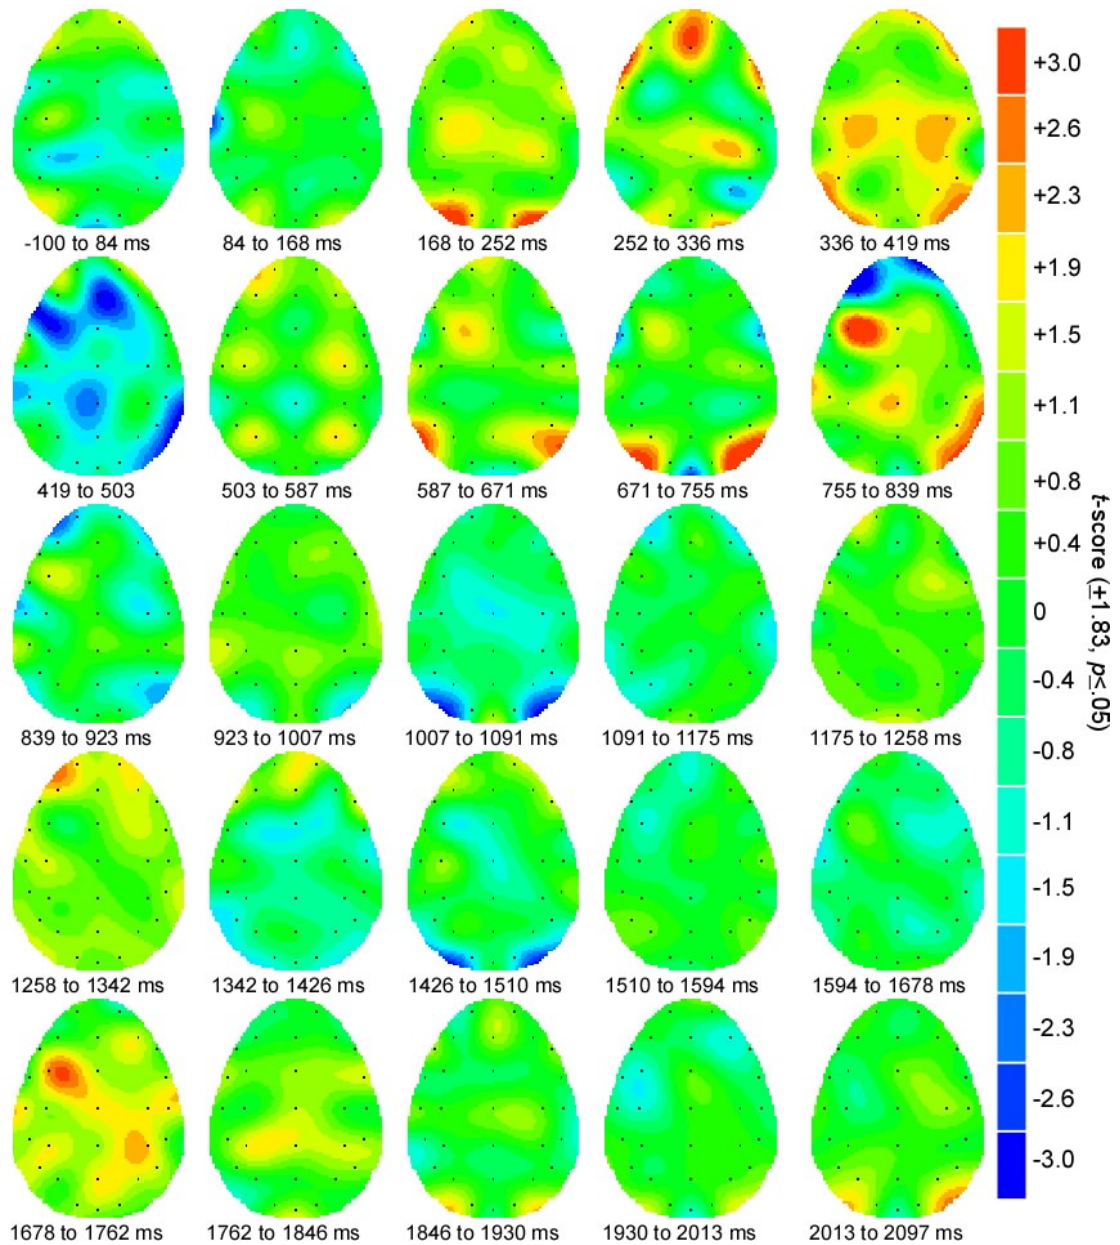 -100 to 84 ms
84 to 168 ms
168 to 252 ms
252 to 336 ms
336 to 419 ms
419 to 503
503 to 587 ms
587 to 671 ms
671 to 755 ms
755 to 839 ms
839 to 923 ms
923 to 1007 ms
1007 to 1091 ms
1091 to 1175 ms
1175 to 1258 ms
1258 to 1342 ms
1342 to 1426 ms
1426 to 1510 ms
1510 to 1594 ms
1594 to 1678 ms
1678 to 1762 ms
1762 to 1846 ms
1846 to 1930 ms
1930 to 2013 ms
2013 to 2097 ms
+3.0
+2.6
+2.3
+1.9
+1.5
+1.1
+0.8
+0.4
0
-0.4
-0.8
-1.1
-1.5
-1.9
-2.3
-2.6
-3.0
t-score (±1.83, p≤.05)